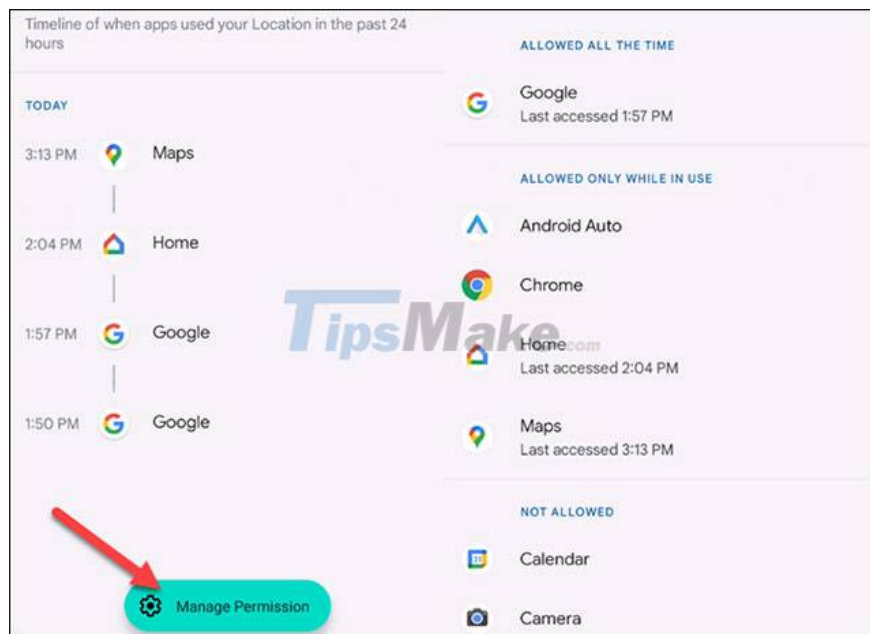 Timeline of when apps used your Location in the past 24
hours
TODAY
3:13 PM Maps
2:04 PM Home
1:57 PM Google
1:50 PM Google
Manage Permission
ALLOWED ALL THE TIME
Google
Last accessed 1:57 PM
ALLOWED ONLY WHILE IN USE
Android Auto
Chrome
Home
Last accessed 2:04 PM
Maps
Last accessed 3:13 PM
NOT ALLOWED
31
Calendar
Camera
TipsMake.com